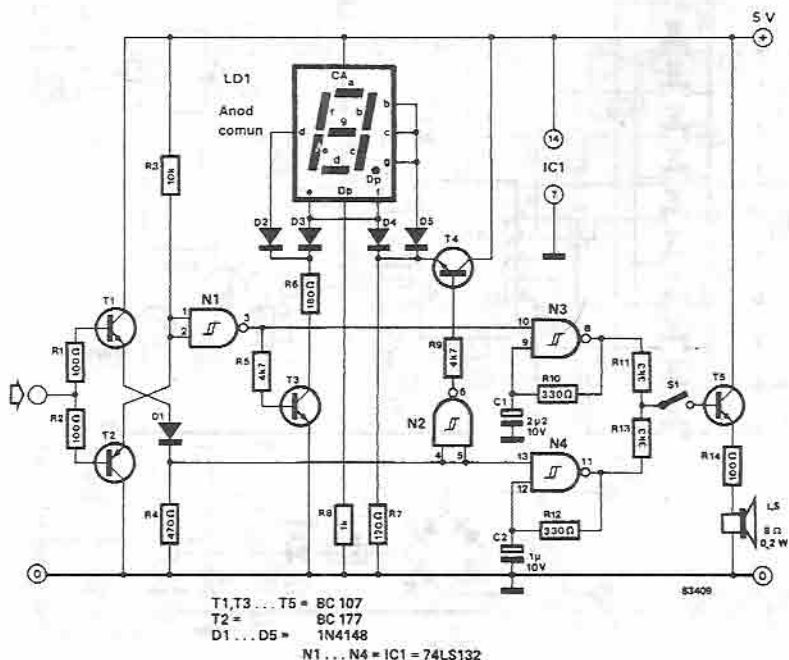 5 V
+
LD1
CA
a
f
b
g
e
c
d
Dp
Anod
comun
d
b
c
g
e
Dp
f
14
IC1
7
R3
10k
D2
D3
D4
D5
T4
R6
180Ω
T1
N1
1
2
3
R1
100Ω
R5
4k7
R9
4k7
N3
10
9
8
R10
330Ω
R11
3k3
S1
T5
T3
6
N2
4
5
C1
2µ2
10V
R2
100Ω
T2
D1
N4
13
12
11
R13
3k3
R14
100Ω
R4
470Ω
R8
1k
R7
120Ω
R12
330Ω
C2
1µ
10V
LS
8 Ω
0,2 W
0
0
83409
T1,T3 ... T5 = BC 107
T2 = BC 177
D1 ... D5 = 1N4148
N1 ... N4 = IC1 = 74LS132